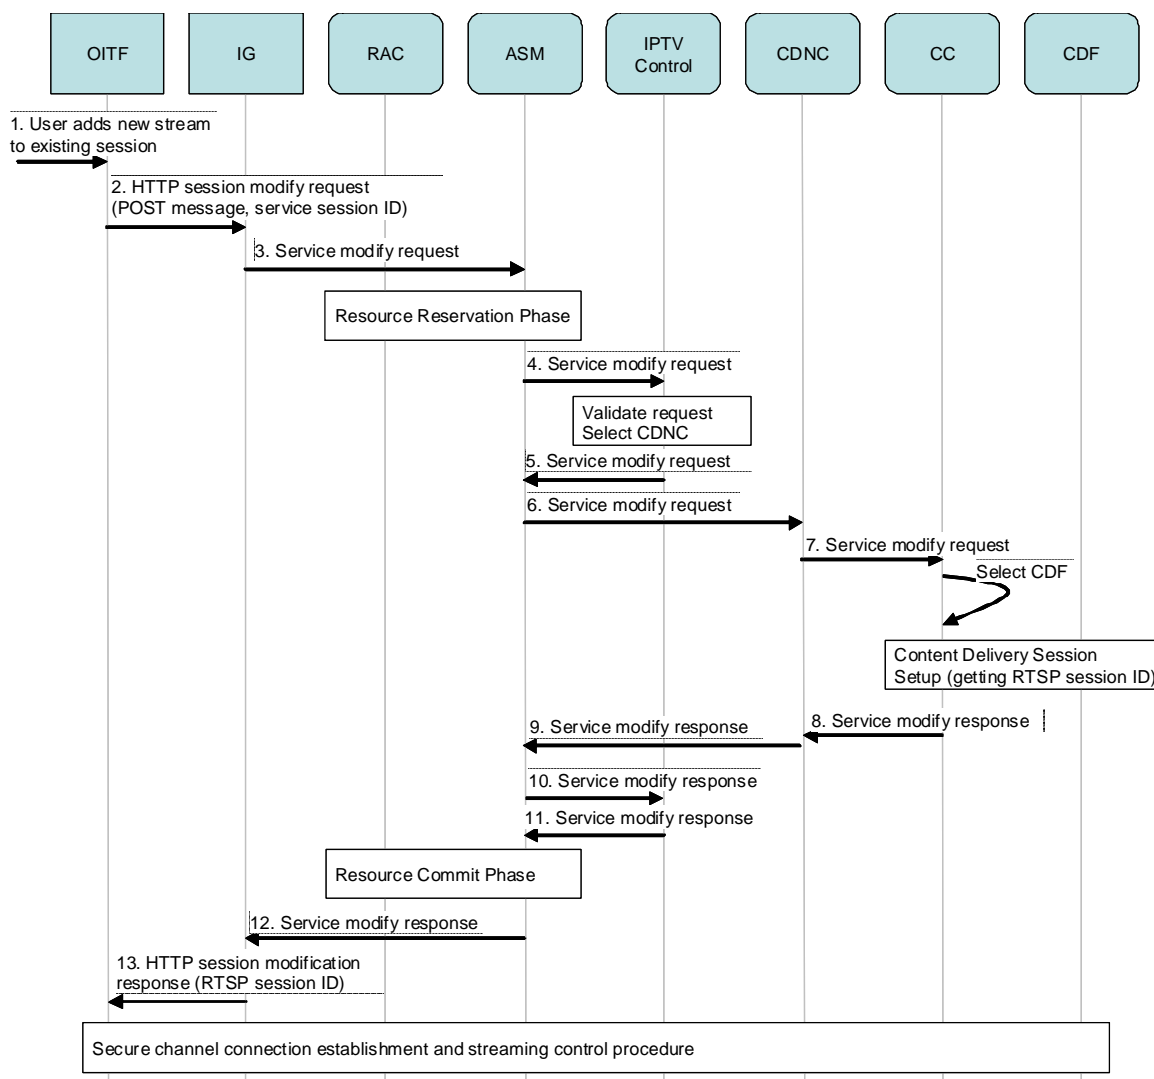 OITF
IG
RAC
ASM
IPTV
Control
CDNC
CC
CDF
1. User adds new stream
to existing session
2. HTTP session modify request
(POST message, service session ID)
3. Service modify request
Resource Reservation Phase
4. Service modify request
Validate request
Select CDNC
5. Service modify request
6. Service modify request
7. Service modify request
Select CDF
Content Delivery Session
Setup (getting RTSP session ID)
8. Service modify response
9. Service modify response
10. Service modify response
11. Service modify response
Resource Commit Phase
12. Service modify response
13. HTTP session modification
response (RTSP session ID)
Secure channel connection establishment and streaming control procedure